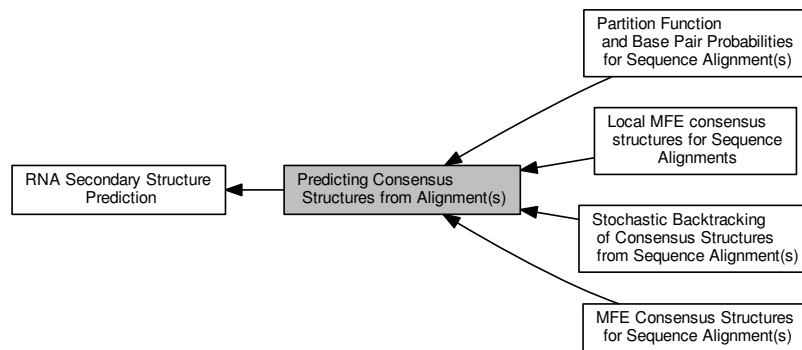 RNA Secondary Structure
Prediction
Predicting Consensus
Structures from Alignment(s)
Partition Function
and Base Pair Probabilities
for Sequence Alignment(s)
Local MFE consensus
structures for Sequence
Alignments
Stochastic Backtracking
of Consensus Structures
from Sequence Alignment(s)
MFE Consensus Structures
for Sequence Alignment(s)